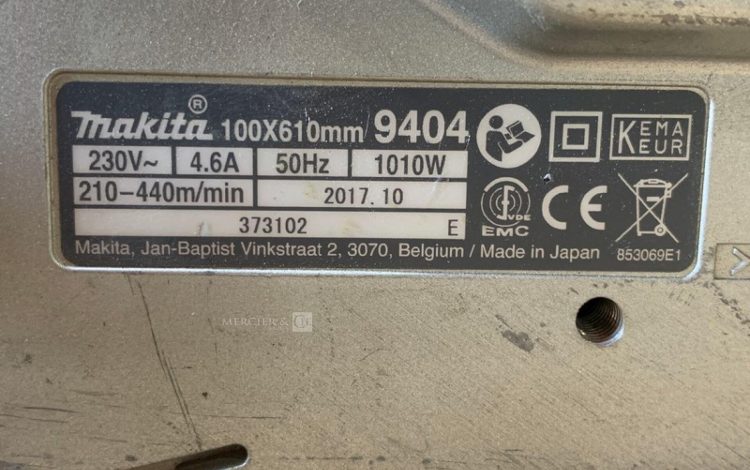 Makita® 100X610mm 9404
230V~ 4.6A 50Hz 1010W
210-440m/min 2017.10
373102 E
Makita, Jan-Baptist Vinkstraat 2, 3070, Belgium / Made in Japan
KEMA
KEUR
VDE
EMC
CE
853069E1
MERCIER & C